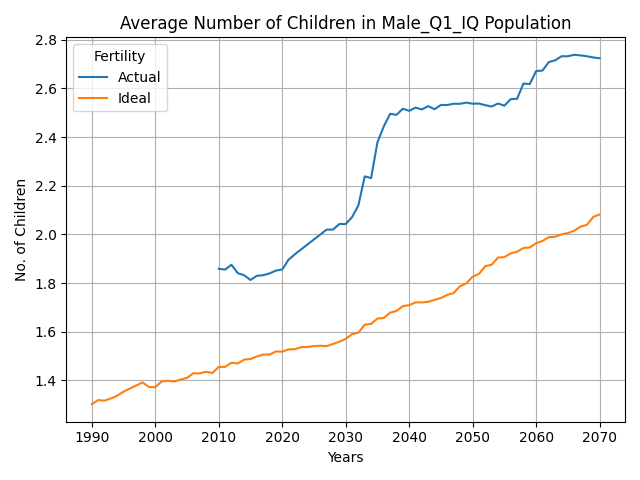 Average Number of Children in Male_Q1_IQ Population
Fertility
Actual
Ideal
No. of Children
2.8
2.6
2.4
2.2
2.0
1.8
1.6
1.4
1990 2000 2010 2020 2030 2040 2050 2060 2070
Years